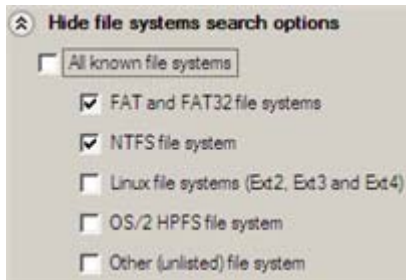 Hide file systems search options
All known file systems
FAT and FAT32 file systems
NTFS file system
Linux file systems (Ext2, Ext3 and Ext4)
OS/2 HPFS file system
Other (unlisted) file system